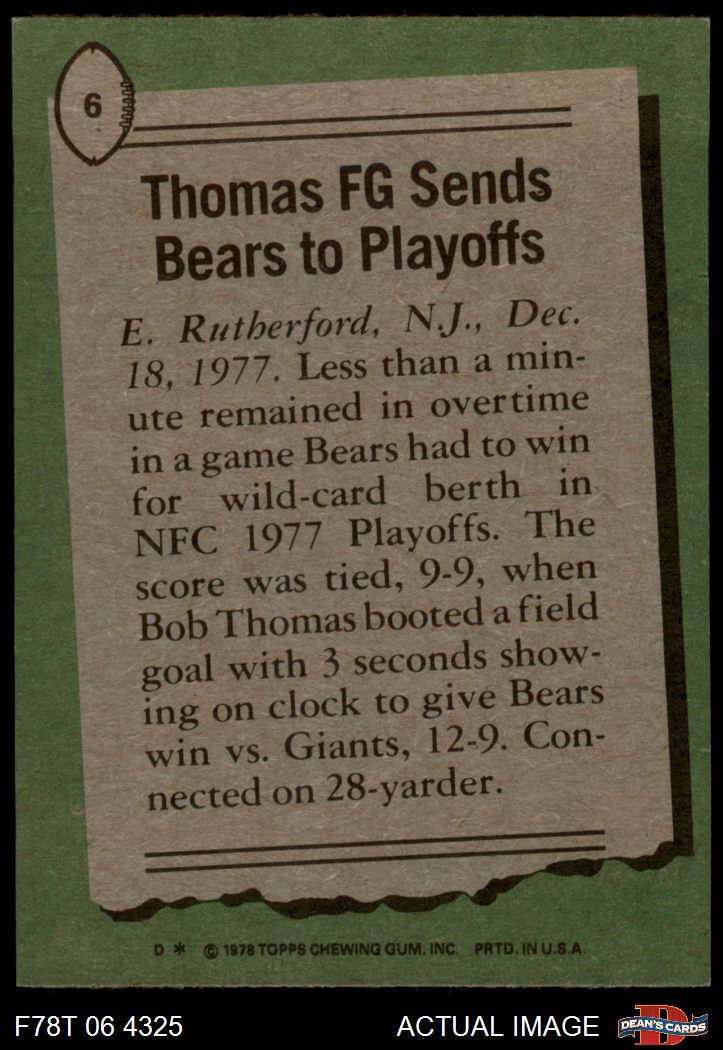 6
Thomas FG Sends
Bears to Playoffs
E. Rutherford, N.J., Dec.
18, 1977. Less than a min-
ute remained in overtime
in a game Bears had to win
for wild-card berth in
NFC 1977 Playoffs. The
score was tied, 9-9, when
Bob Thomas booted a field
goal with 3 seconds show-
ing on clock to give Bears
win vs. Giants, 12-9. Con-
nected on 28-yarder.
D * © 1978 TOPPS CHEWING GUM, INC. PRTD. IN U.S.A.
F78T 06 4325 ACTUAL IMAGE D DEAN'S CARDS